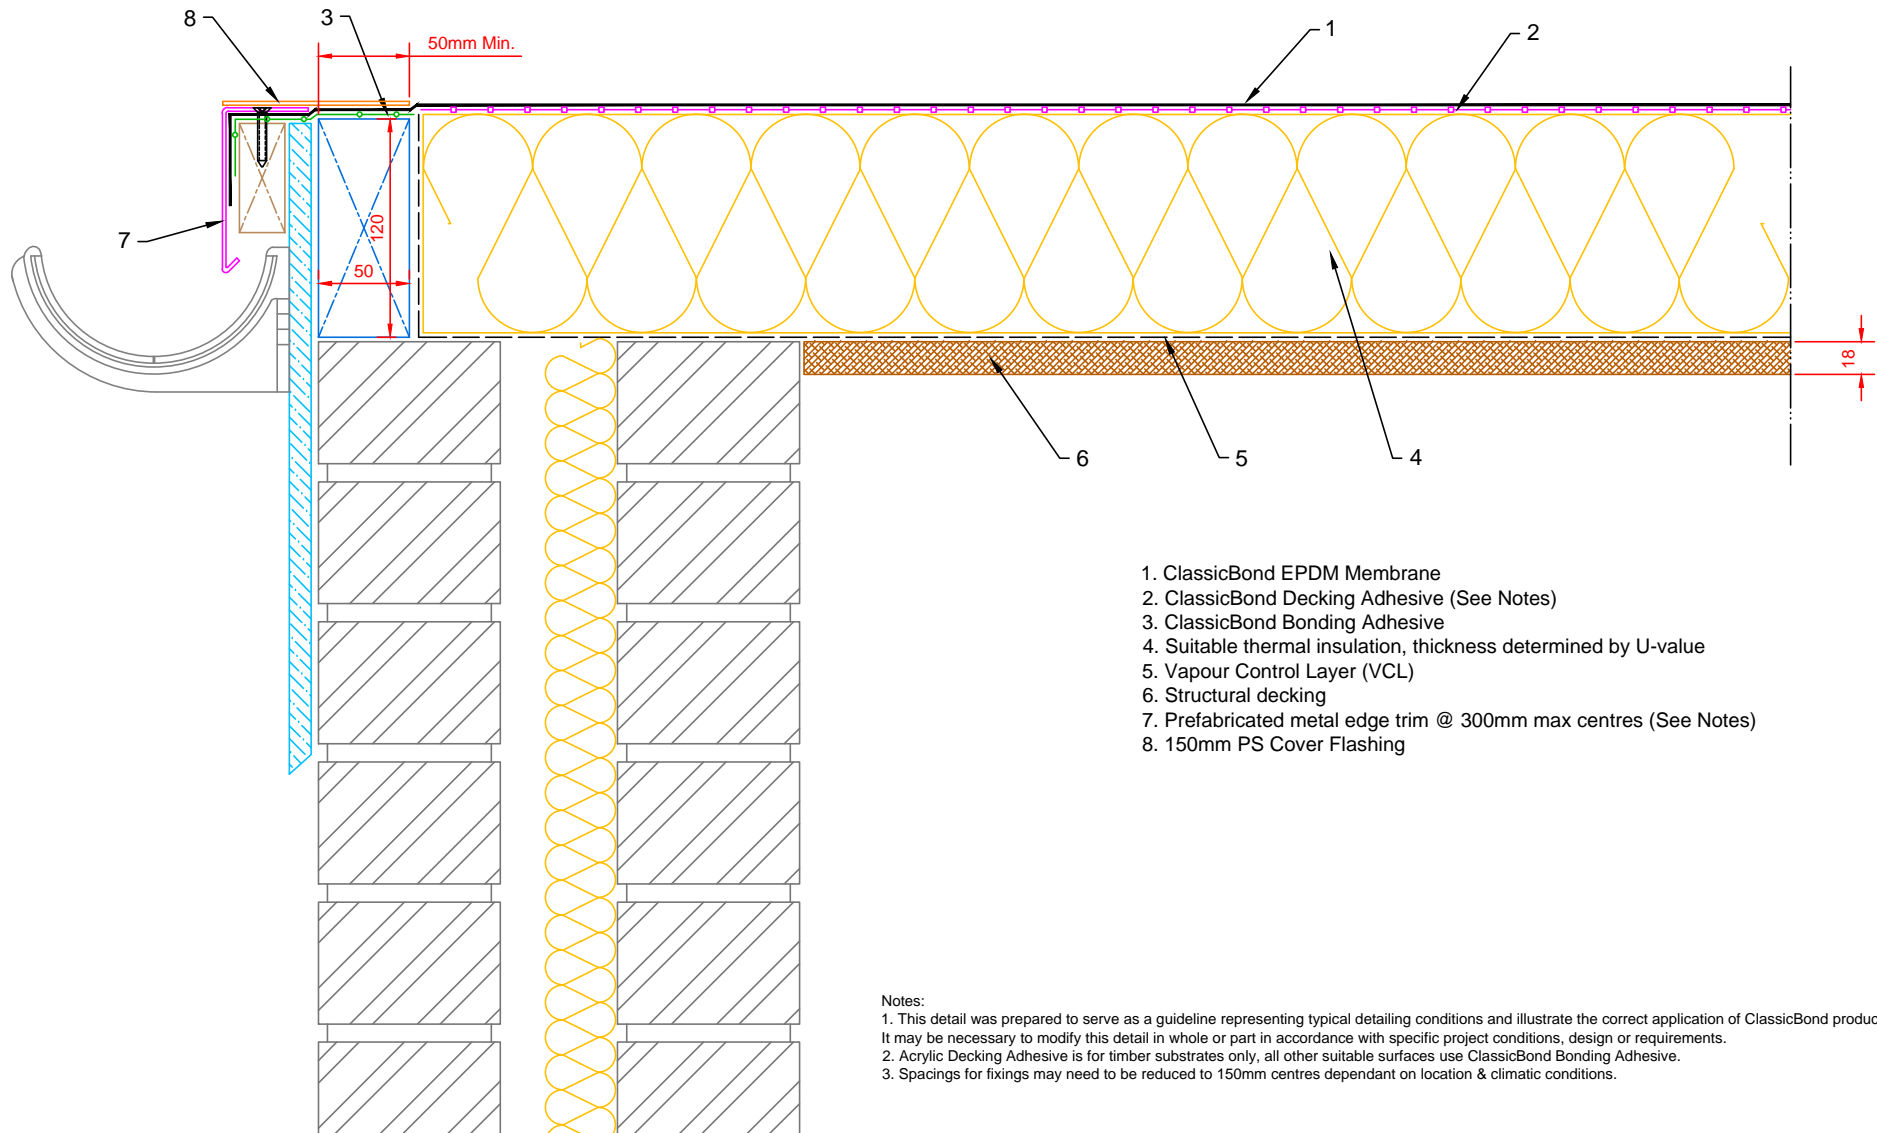 8
3
50mm Min.
1
2
7
120
50
18
6
5
4
1. ClassicBond EPDM Membrane
2. ClassicBond Decking Adhesive (See Notes)
3. ClassicBond Bonding Adhesive
4. Suitable thermal insulation, thickness determined by U-value
5. Vapour Control Layer (VCL)
6. Structural decking
7. Prefabricated metal edge trim @ 300mm max centres (See Notes)
8. 150mm PS Cover Flashing
Notes:
1. This detail was prepared to serve as a guideline representing typical detailing conditions and illustrate the correct application of ClassicBond produc
It may be necessary to modify this detail in whole or part in accordance with specific project conditions, design or requirements.
2. Acrylic Decking Adhesive is for timber substrates only, all other suitable surfaces use ClassicBond Bonding Adhesive.
3. Spacings for fixings may need to be reduced to 150mm centres dependant on location & climatic conditions.